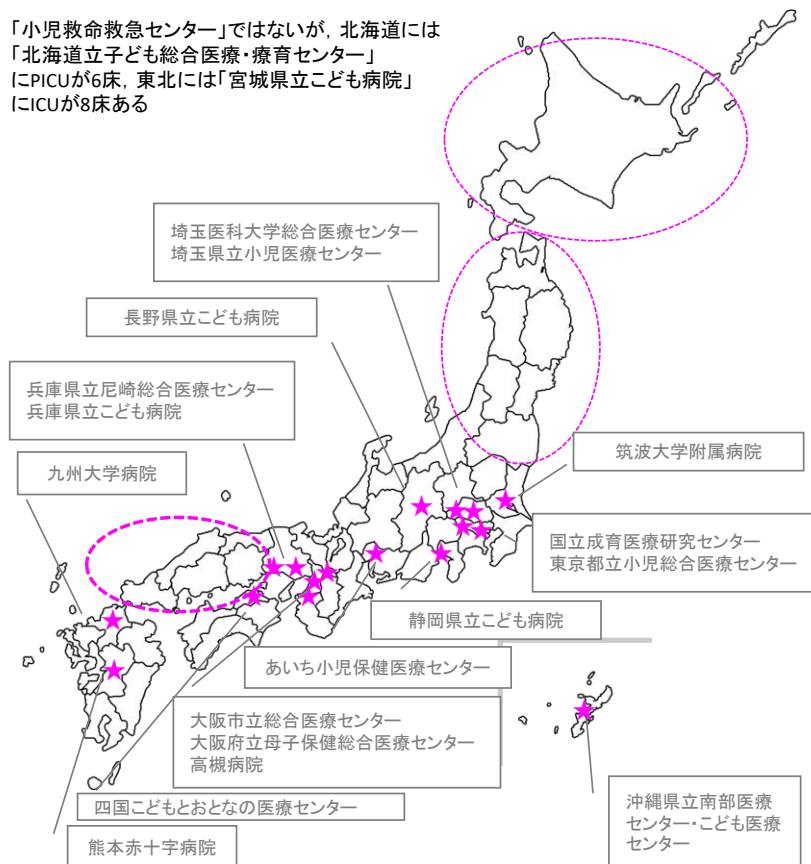 「小児救命救急センター」ではないが, 北海道には
「北海道立子ども総合医療・療育センター」
にPICUが6床, 東北には「宮城県立こども病院」
にICUが8床ある
埼玉医科大学総合医療センター
埼玉県立小児医療センター
長野県立こども病院
兵庫県立尼崎総合医療センター
兵庫県立こども病院
九州大学病院
筑波大学附属病院
国立成育医療研究センター
東京都立小児総合医療センター
静岡県立こども病院
あいち小児保健医療センター
大阪市立総合医療センター
大阪府立母子保健総合医療センター
高槻病院
四国こどもとおとなの医療センター
熊本赤十字病院
沖縄県立南部医療
センター・こども医療
センター